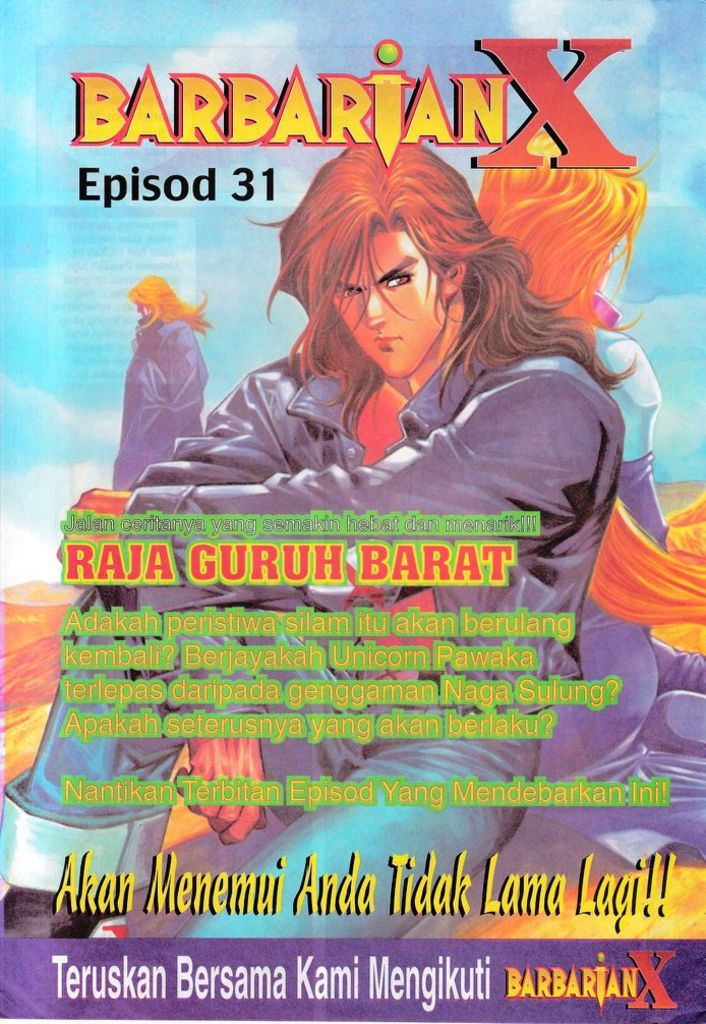 BARBARIAN X
Episod 31
Jalan ceritanya yang semakin hebat dan menarik!!!
RAJA GURUH BARAT
Adakah peristiwa silam itu akan berulang
kembali? Berjayakah Unicorn Pawaka
terlepas daripada genggaman Naga Sulung?
Apakah seterusnya yang akan berlaku?
Nantikan Terbitan Episod Yang Mendebarkan Ini!
Akan Menemui Anda Tidak Lama Lagi!!
Teruskan Bersama Kami Mengikuti BARBARIAN X